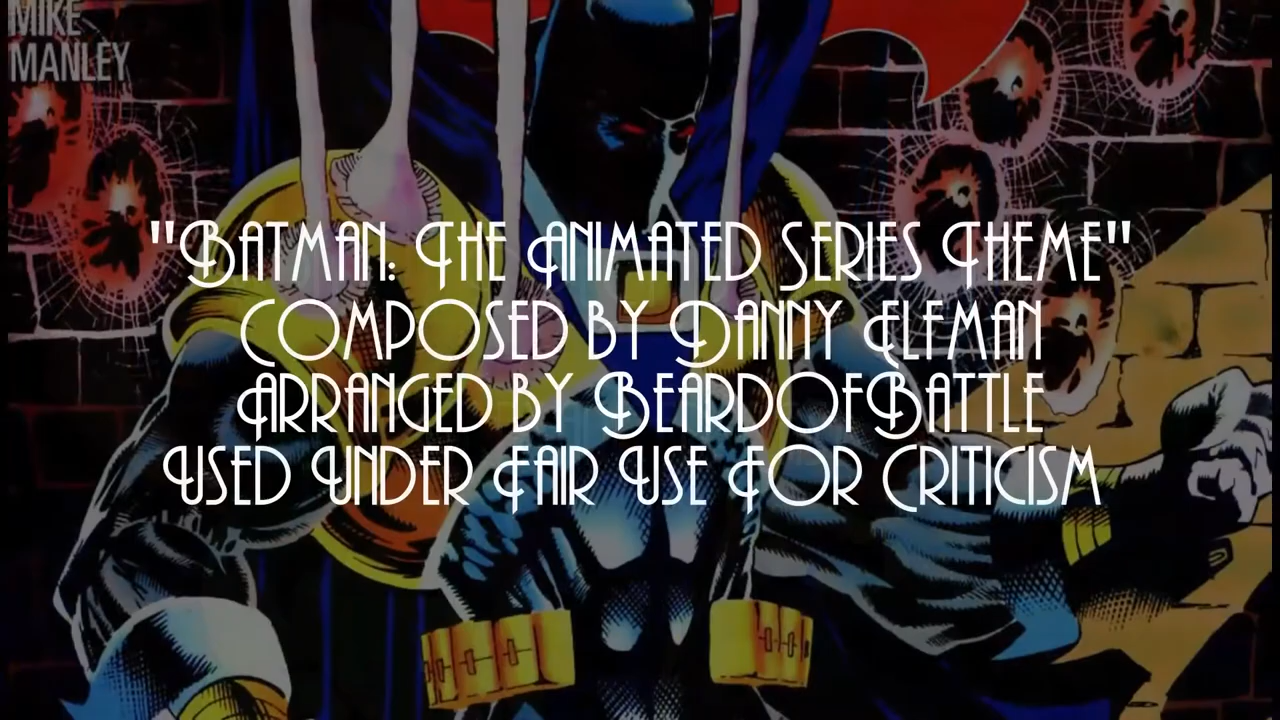 MIKE
MANLEY
"Batman: The Animated Series Theme"
Composed by Danny Elfman
Arranged by BeardofBattle
Used Under Fair Use For Criticism